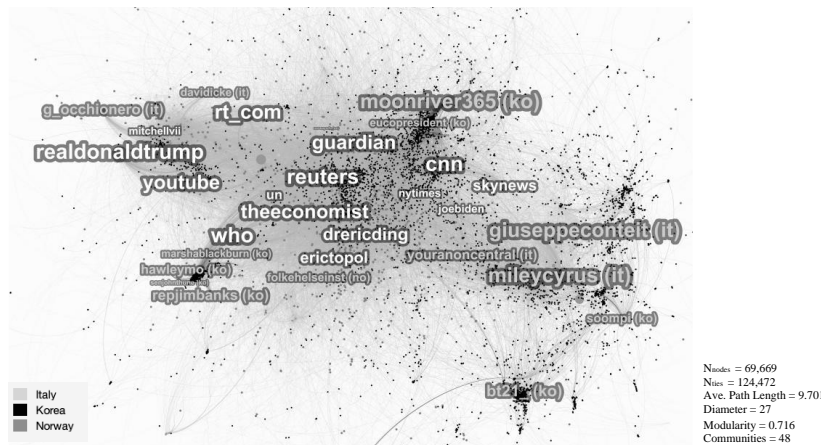 davidicke (it)
moonriver365 (ko)
g_occhionero (it)
rt_com
eucopresident (ko)
mitchellvii
guardian
realdonaldtrump
cnn
reuters
youtube
skynews
un
nytimes
theeconomist
joebiden
who
drericding
giuseppeconteit (it)
marshablackburn (ko)
erictopol
youranoncentral (it)
hawleymo (ko)
folkehelseinst (no)
mileycyrus (it)
repjimbanks (ko)
soompi (ko)
(ko)
Italy
Korea
Norway
Nnodes = 69,669
Nties = 124,472
Ave. Path Length = 9.701
Diameter = 27
Modularity = 0.716
Communities = 48